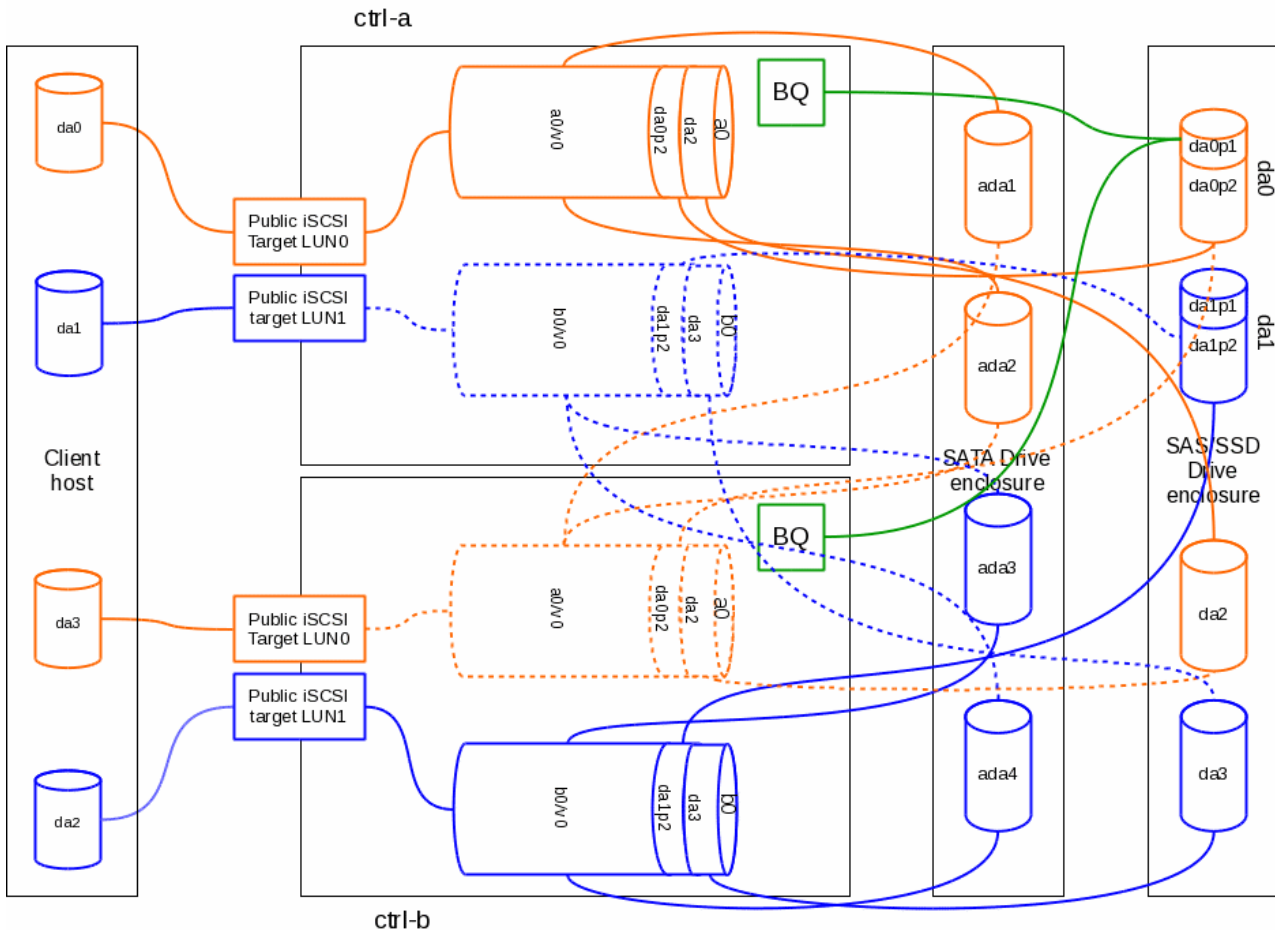 ctrl-a
da0
Public iSCSI
Target LUN0
a0/v0
da0p2
da2
a0
BQ
ada1
da0p1
da0p2
da0
da1
Public iSCSI
target LUN1
b0/v0
da1p2
da3
b0
ada2
da1p1
da1p2
da1
Client
host
SATA Drive
enclosure
SAS/SSD
Drive
enclosure
da3
Public iSCSI
Target LUN0
a0/v0
da0p2
da2
a0
BQ
ada3
da2
da2
Public iSCSI
target LUN1
b0/v0
da1p2
da3
b0
ada4
da3
ctrl-b